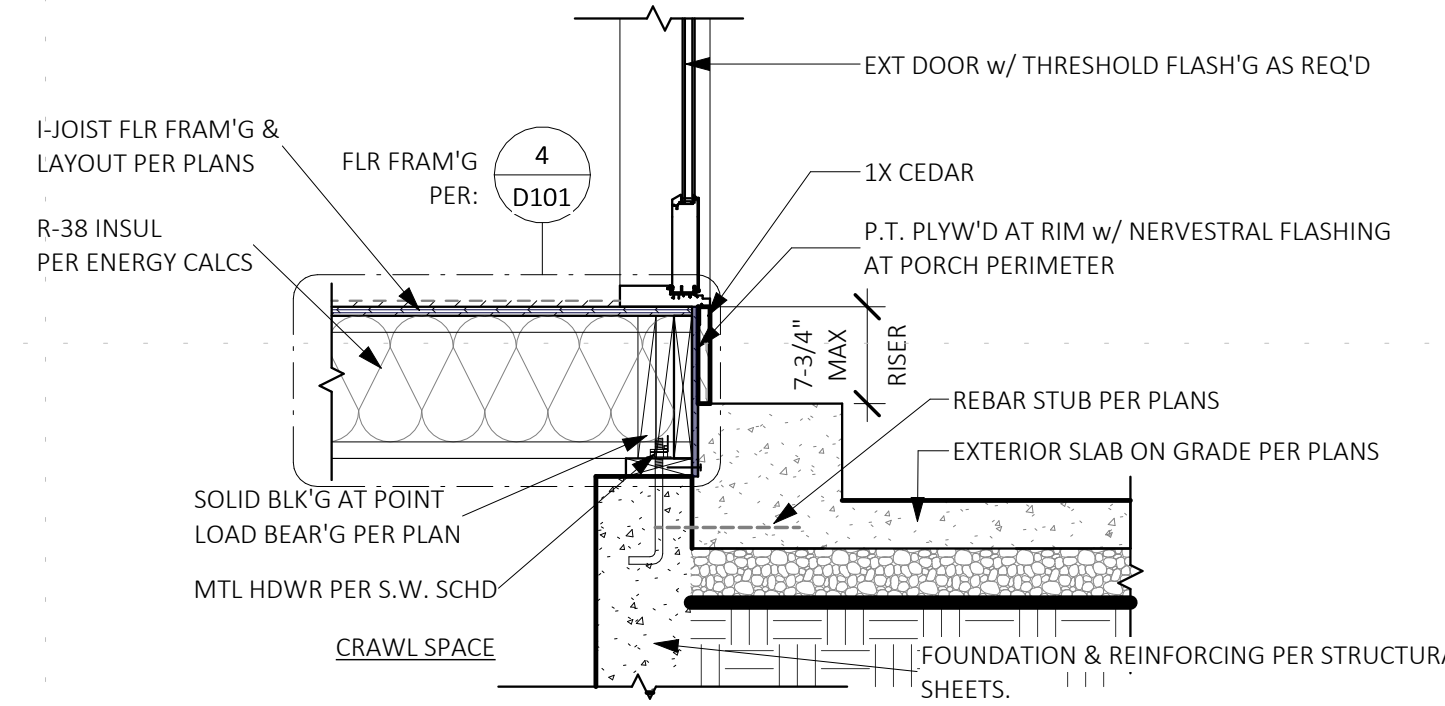 EXT DOOR w/ THRESHOLD FLASH'G AS REQ'D
I-JOIST FLR FRAM'G &
LAYOUT PER PLANS
FLR FRAM'G
PER:
4
D101
1X CEDAR
R-38 INSUL
PER ENERGY CALCS
P.T. PLYW'D AT RIM w/ NERVESTRAL FLASHING
AT PORCH PERIMETER
7-3/4"
MAX
RISER
REBAR STUB PER PLANS
EXTERIOR SLAB ON GRADE PER PLANS
SOLID BLK'G AT POINT
LOAD BEAR'G PER PLAN
MTL HDWR PER S.W. SCHD
CRAWL SPACE
FOUNDATION & REINFORCING PER STRUCTURA
SHEETS.